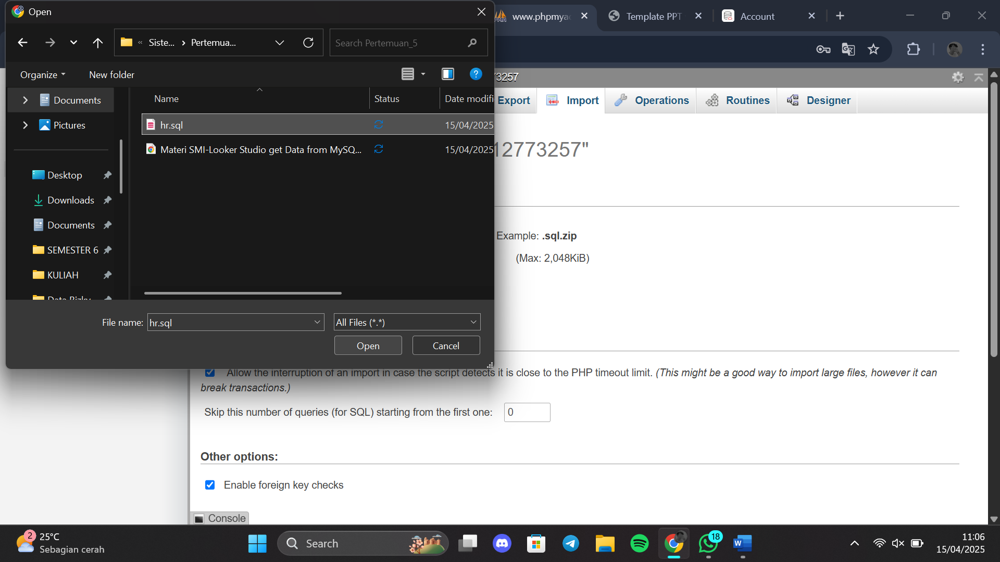 Open
www.phpmya
Template PPT
Account
Siste...
Pertemua...
Search Pertemuan_5
Organize
New folder
73257
Documents
Name
Status
Date modifi
Export
Import
Operations
Routines
Designer
Pictures
hr.sql
15/04/2025
Materi SMI-Looker Studio get Data from MySQ...
15/04/2025
12773257"
Desktop
Downloads
Documents
Example: .sql.zip
SEMESTER 6
(Max: 2,048KiB)
KULIAH
Data Rizky
File name:
hr.sql
All Files (*.*)
Open
Cancel
Allow the interruption of an import in case the script detects it is close to the PHP timeout limit. (This might be a good way to import large files, however it can
break transactions.)
Skip this number of queries (for SQL) starting from the first one:
0
Other options:
Enable foreign key checks
Console
2
25°C
Sebagian cerah
Search
18
11:06
15/04/2025